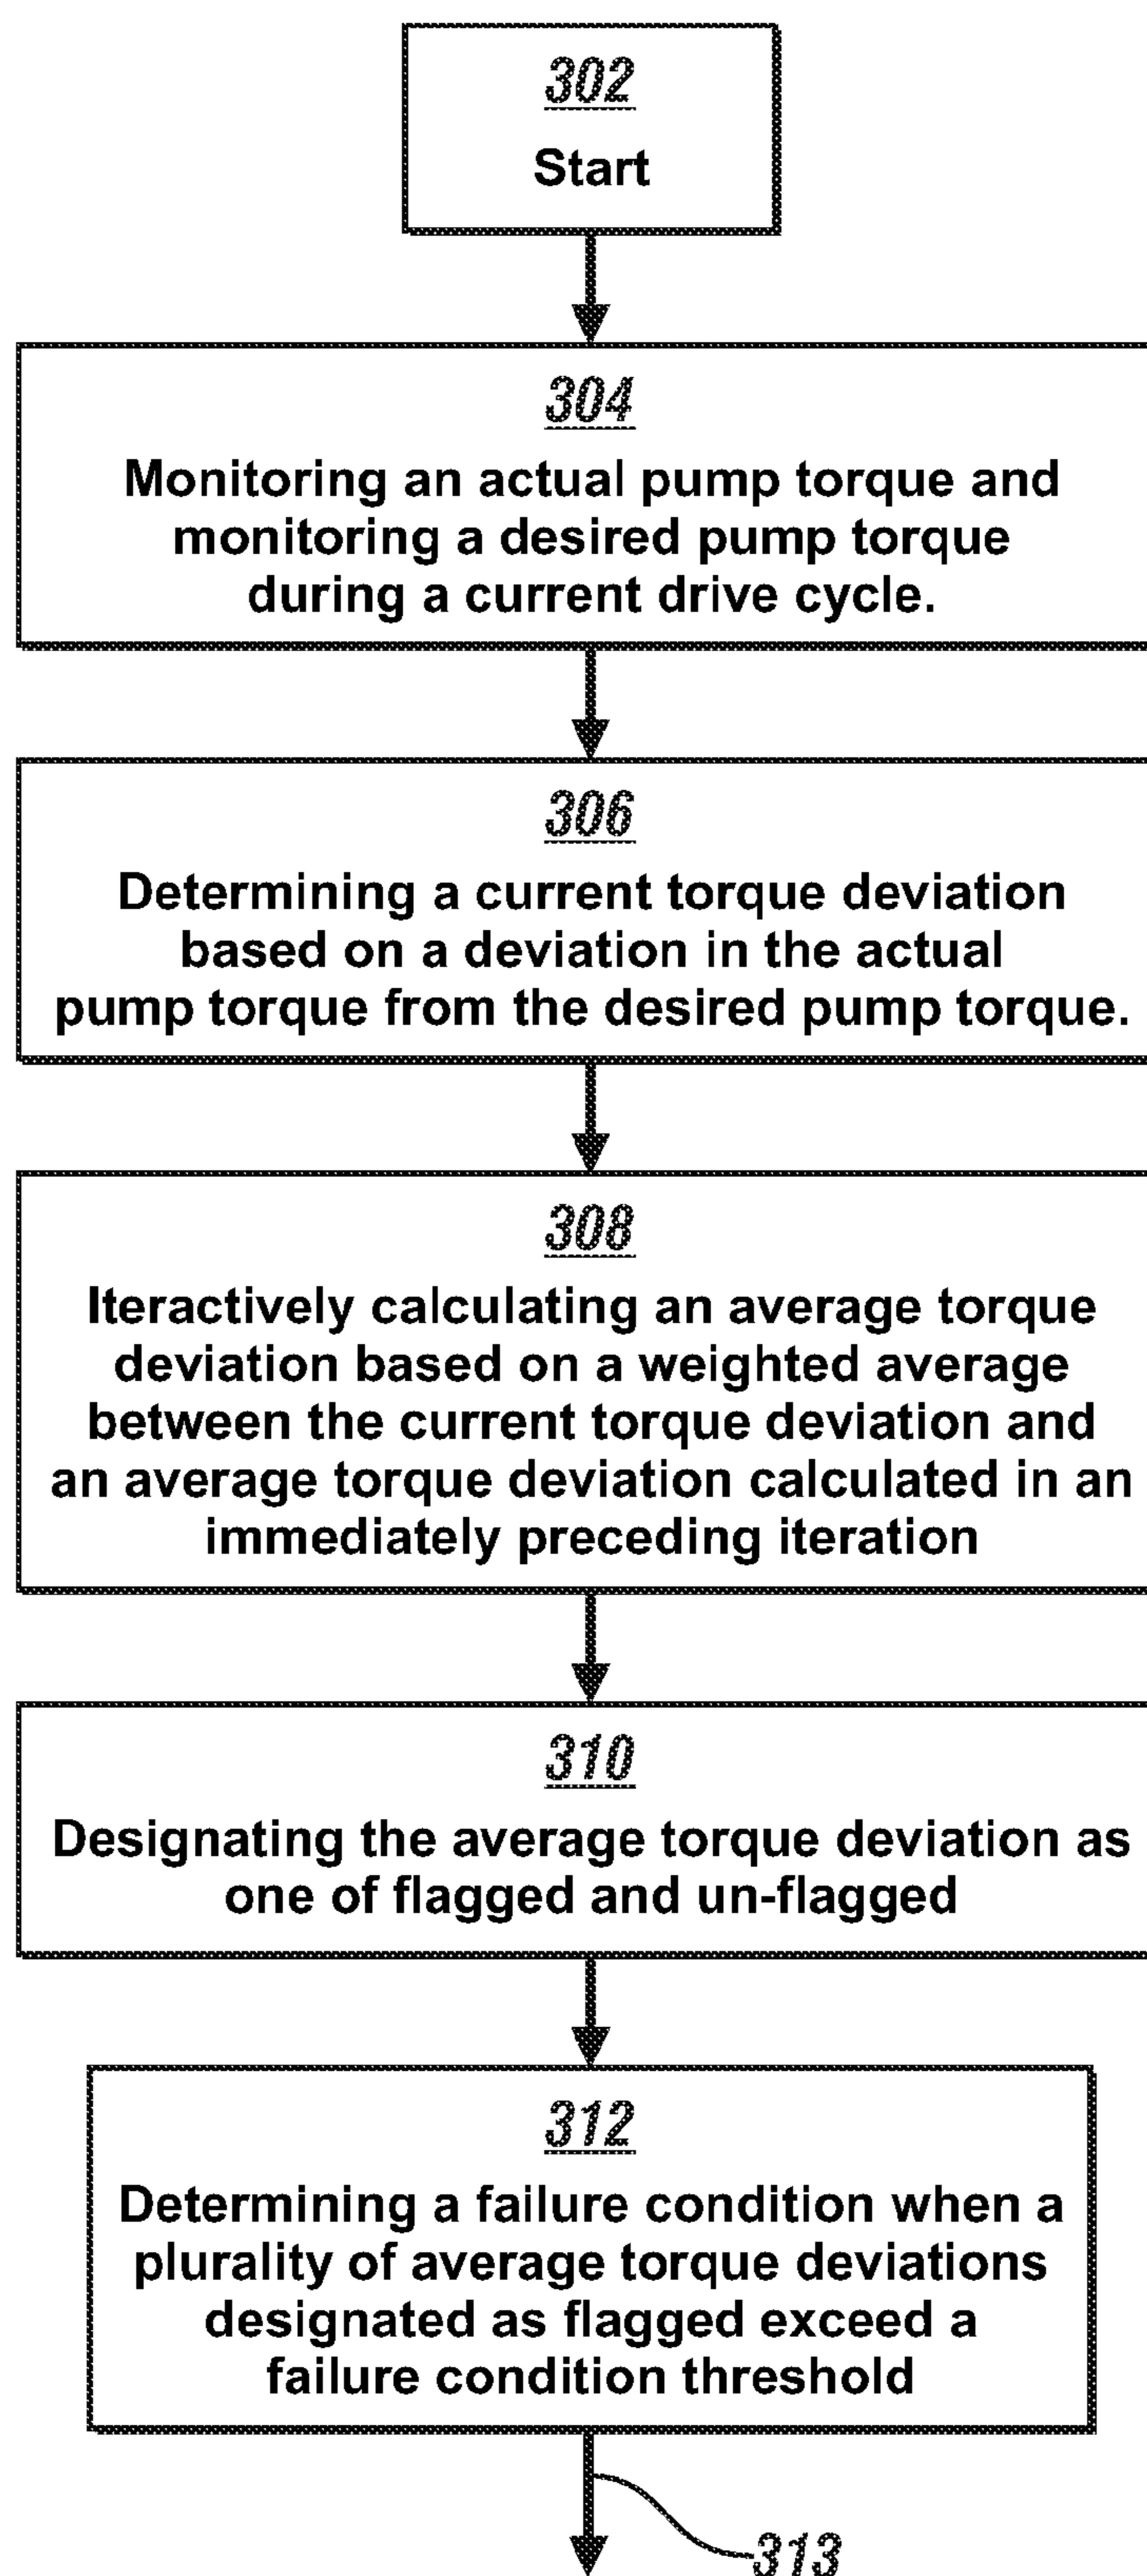 302
Start
304
Monitoring an actual pump torque and
monitoring a desired pump torque
during a current drive cycle.
306
Determining a current torque deviation
based on a deviation in the actual
pump torque from the desired pump torque.
308
Iteractively calculating an average torque
deviation based on a weighted average
between the current torque deviation and
an average torque deviation calculated in an
immediately preceding iteration
310
Designating the average torque deviation as
one of flagged and un-flagged
312
Determining a failure condition when a
plurality of average torque deviations
designated as flagged exceed a
failure condition threshold
313